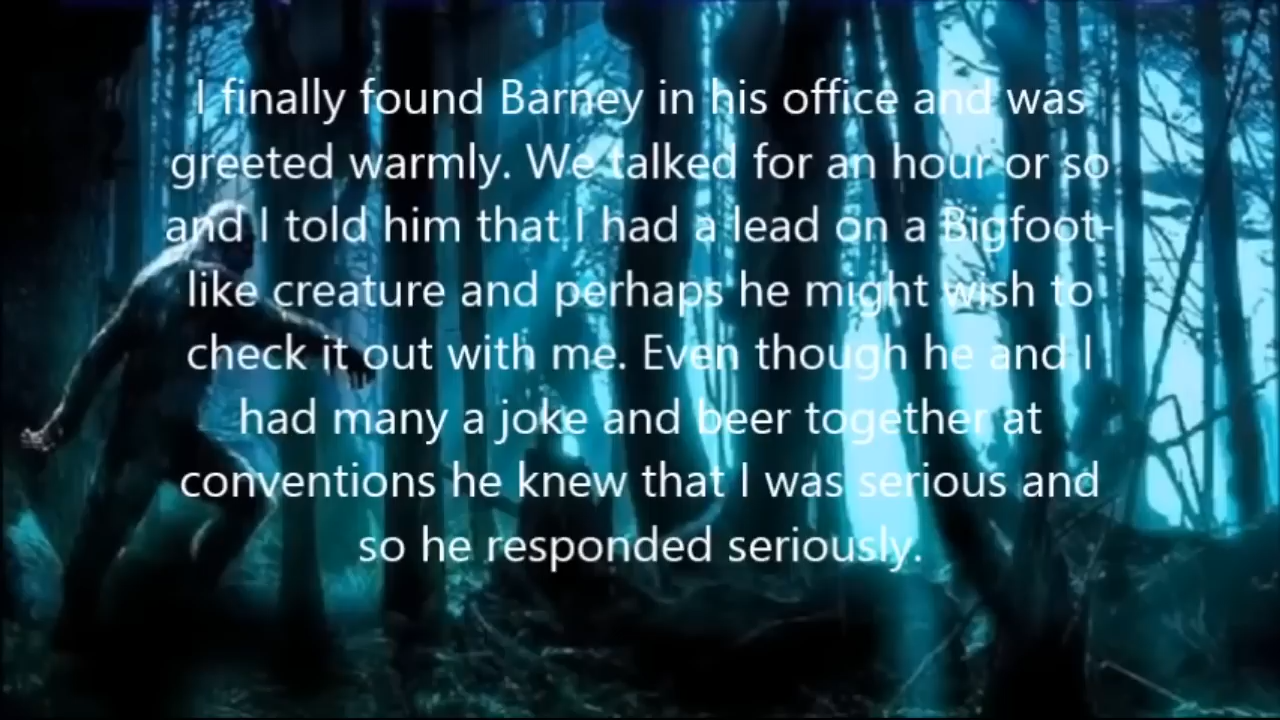 I finally found Barney in his office and was
greeted warmly. We talked for an hour or so
and I told him that I had a lead on a Bigfoot-
like creature and perhaps he might wish to
check it out with me. Even though he and I
had many a joke and beer together at
conventions he knew that I was serious and
so he responded seriously.